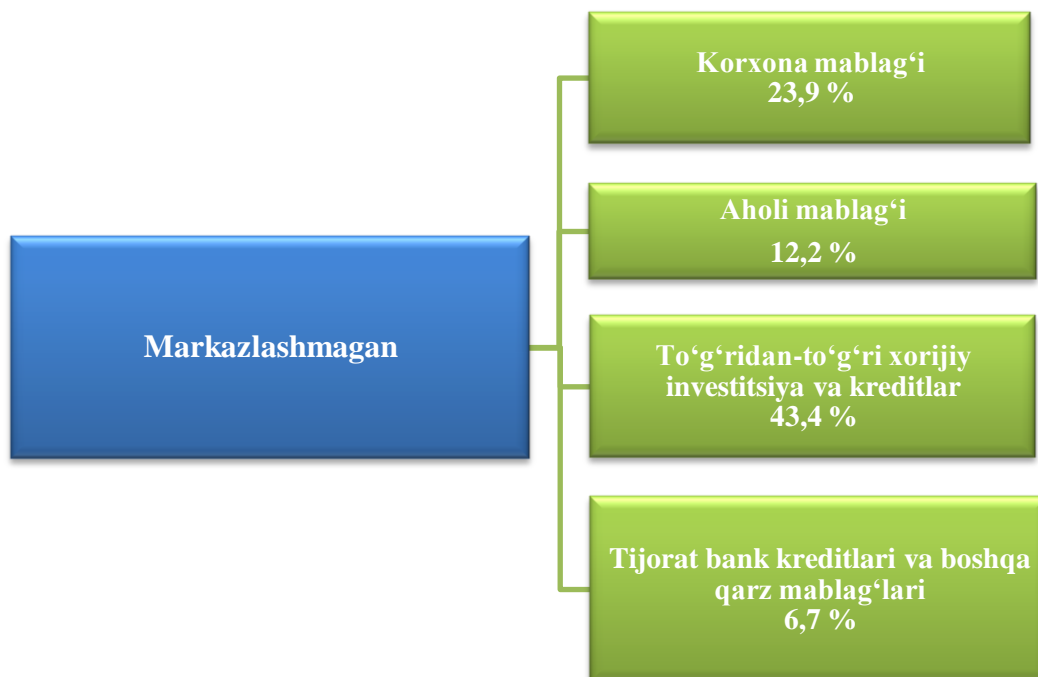 Markazlashmagan
Korxona mablag‘i
23,9 %
Aholi mablag‘i
12,2 %
To‘g‘ridan-to‘g‘ri xorijiy
investitsiya va kreditlar
43,4 %
Tijorat bank kreditlari va boshqa
qarz mablag‘lari
6,7 %